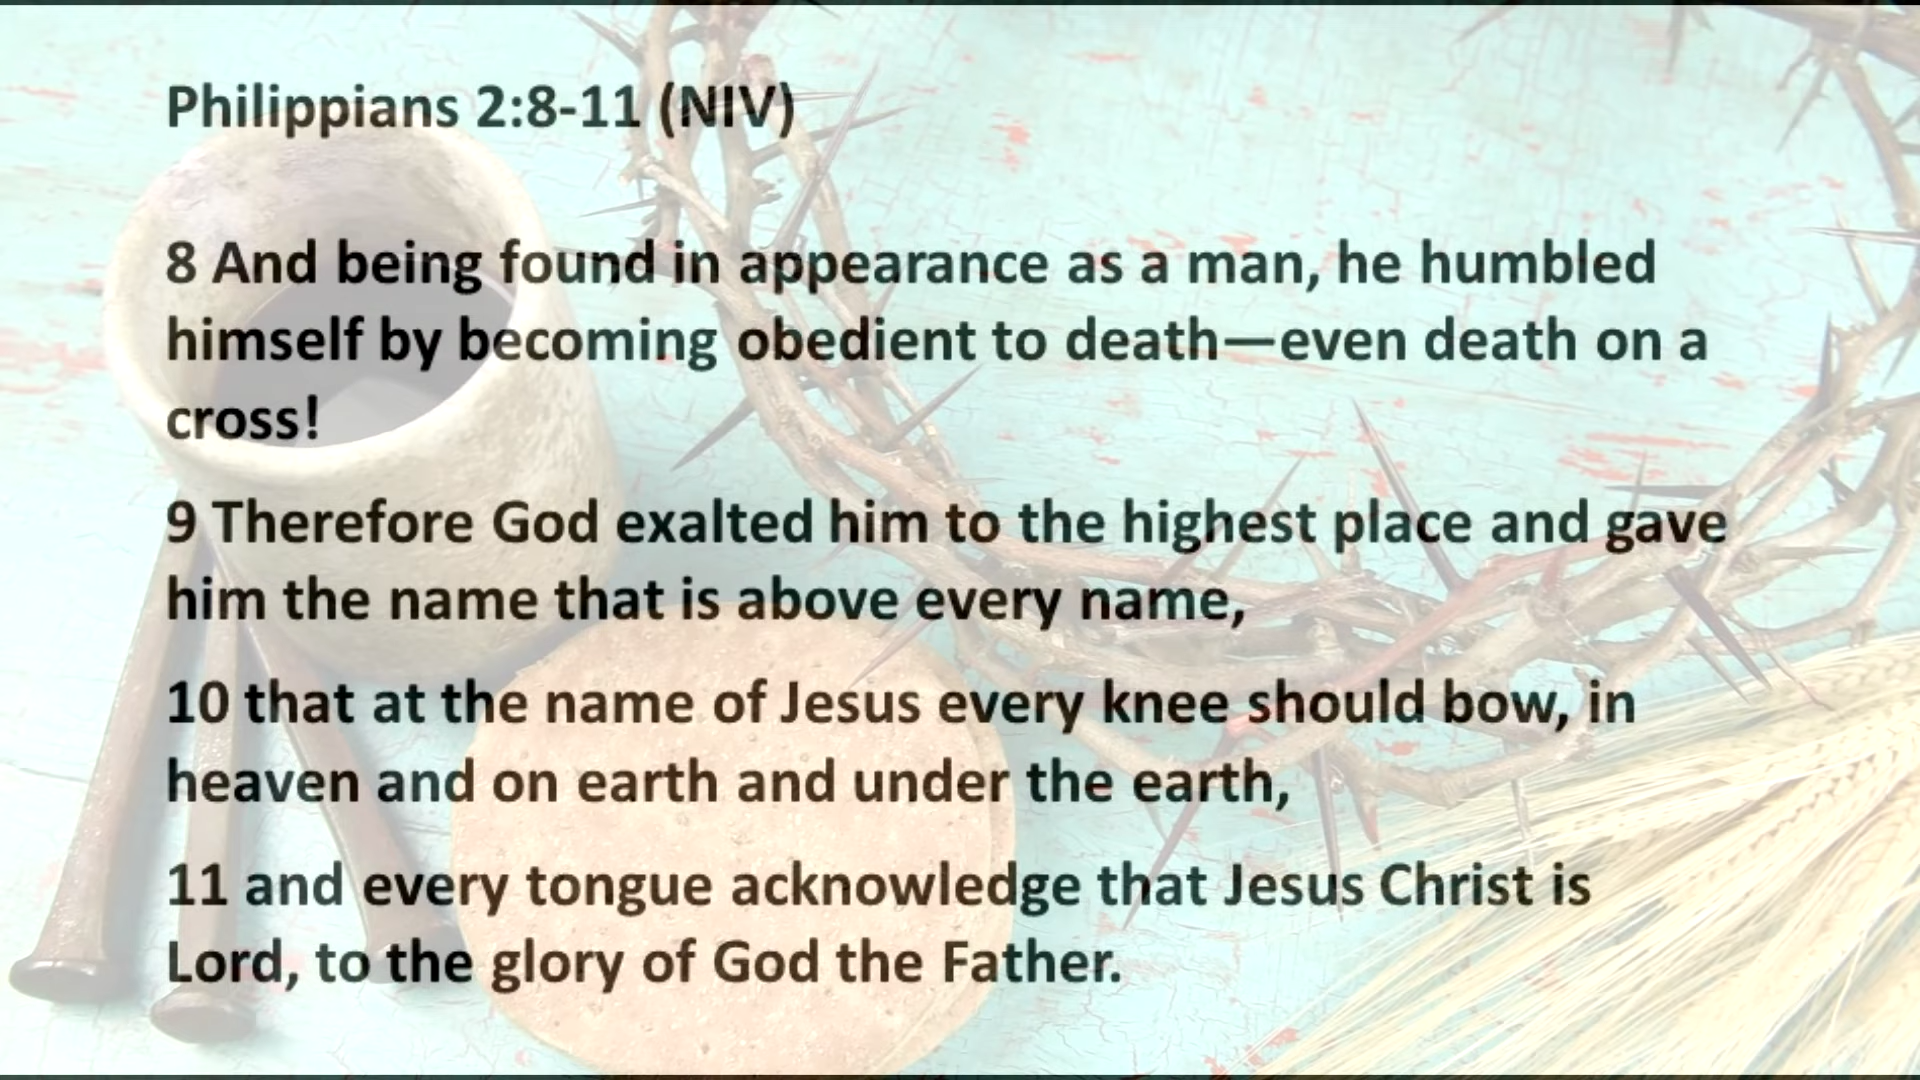 Philippians 2:8-11 (NIV)
8 And being found in appearance as a man, he humbled
himself by becoming obedient to death—even death on a
cross!
9 Therefore God exalted him to the highest place and gave
him the name that is above every name,
10 that at the name of Jesus every knee should bow, in
heaven and on earth and under the earth,
11 and every tongue acknowledge that Jesus Christ is
Lord, to the glory of God the Father.